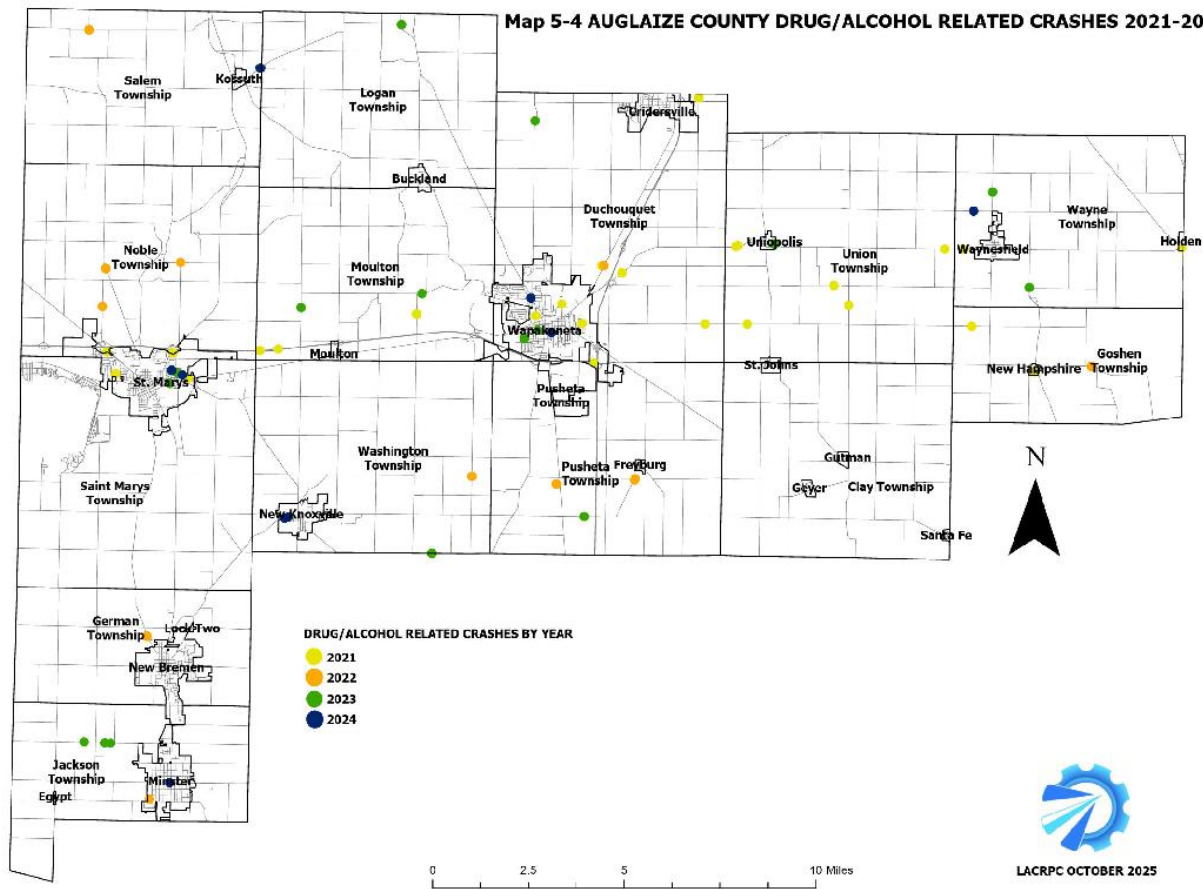 Map 5-4 AUGLAIZE COUNTY DRUG/ALCOHOL RELATED CRASHES 2021-20
Salem
Township
Kossuth
Logan
Township
Cridersville
Buckland
Duchouquet
Township
Wayne
Township
Noble
Township
Moulton
Township
Uniopolis
Union
Township
Waynesfield
Holden
Wapakoneta
Moulton
St. Marys
St. Johns
New Hampshire
Goshen
Township
Pusheta
Township
Washington
Township
Pusheta
Township
Freyburg
Gutman
Geyer
Clay Township
Saint Marys
Township
New Knoxville
Santa Fe
N
German
Township
Lock Two
New Bremen
DRUG/ALCOHOL RELATED CRASHES BY YEAR
2021
2022
2023
2024
Jackson
Township
Minster
Egypt
0 2.5 5 10 Miles
LACRPC OCTOBER 2025